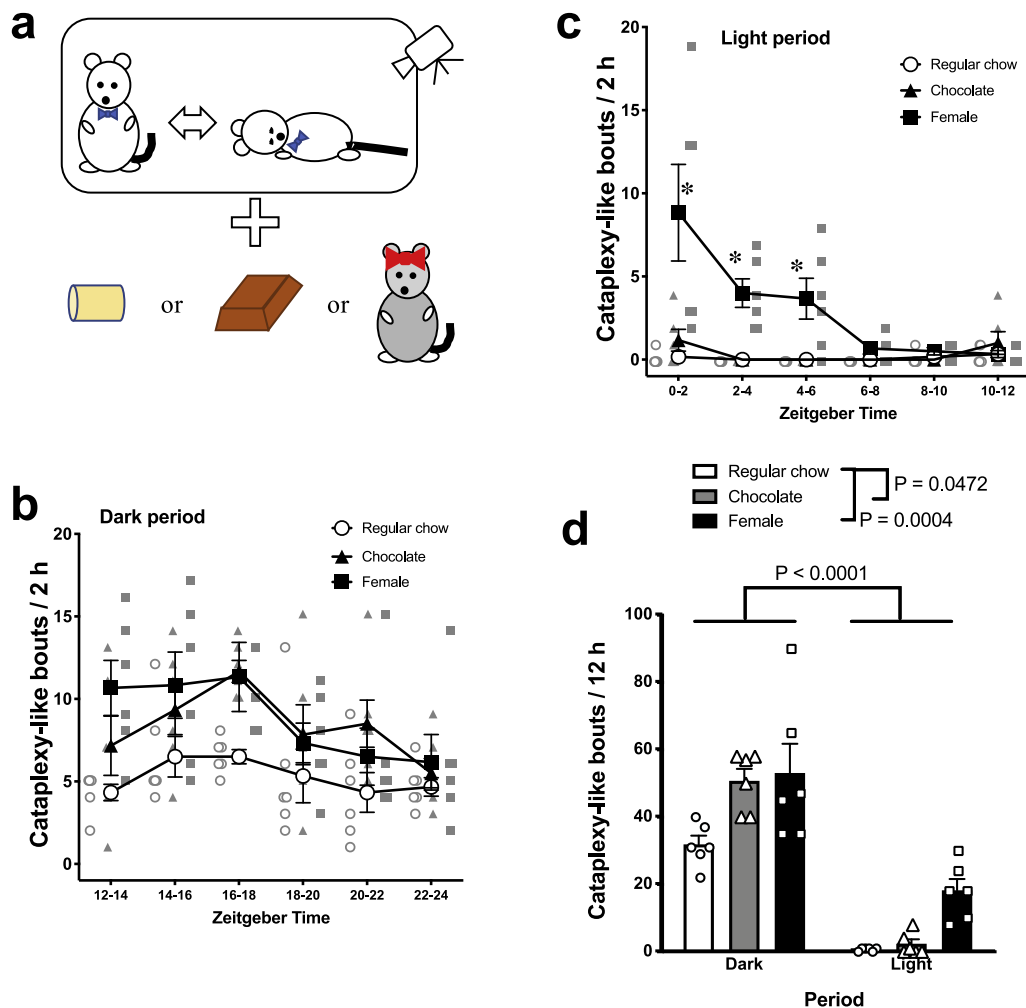 a
or
or
b
Dark period
Regular chow
Chocolate
Female
Cataplexy-like bouts / 2 h
20
15
10
5
0
12-14 14-16 16-18 18-20 20-22 22-24
Zeitgeber Time
c
Light period
Regular chow
Chocolate
Female
Cataplexy-like bouts / 2 h
20
15
10
5
0
*
*
*
0-2 2-4 4-6 6-8 8-10 10-12
Zeitgeber Time
Regular chow
Chocolate
Female
P = 0.0472
P = 0.0004
d
P < 0.0001
Cataplexy-like bouts / 12 h
100
80
60
40
20
0
Dark Light
Period